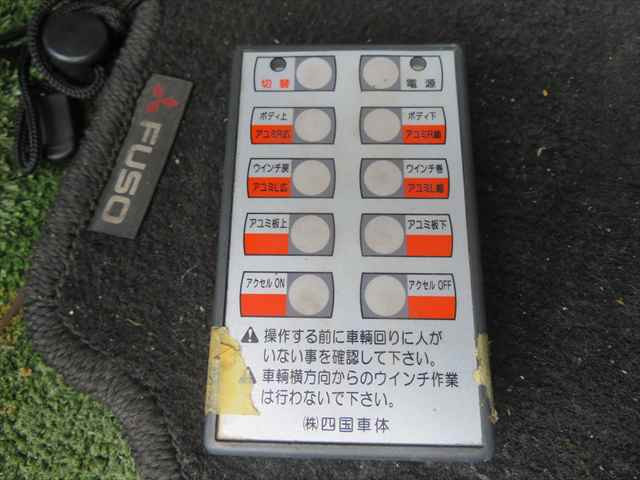 FUSO
切替
電源
ボディ上
アユミR広
ボディ下
アユミR縮
ウインチ戻
アユミL広
ウインチ巻
アユミL縮
アユミ板上
アユミ板下
アクセルON
アクセルOFF
操作する前に車輌回りに人が
いない事を確認して下さい。
車輌横方向からのウインチ作業
は行わないで下さい。
(株)四国車体